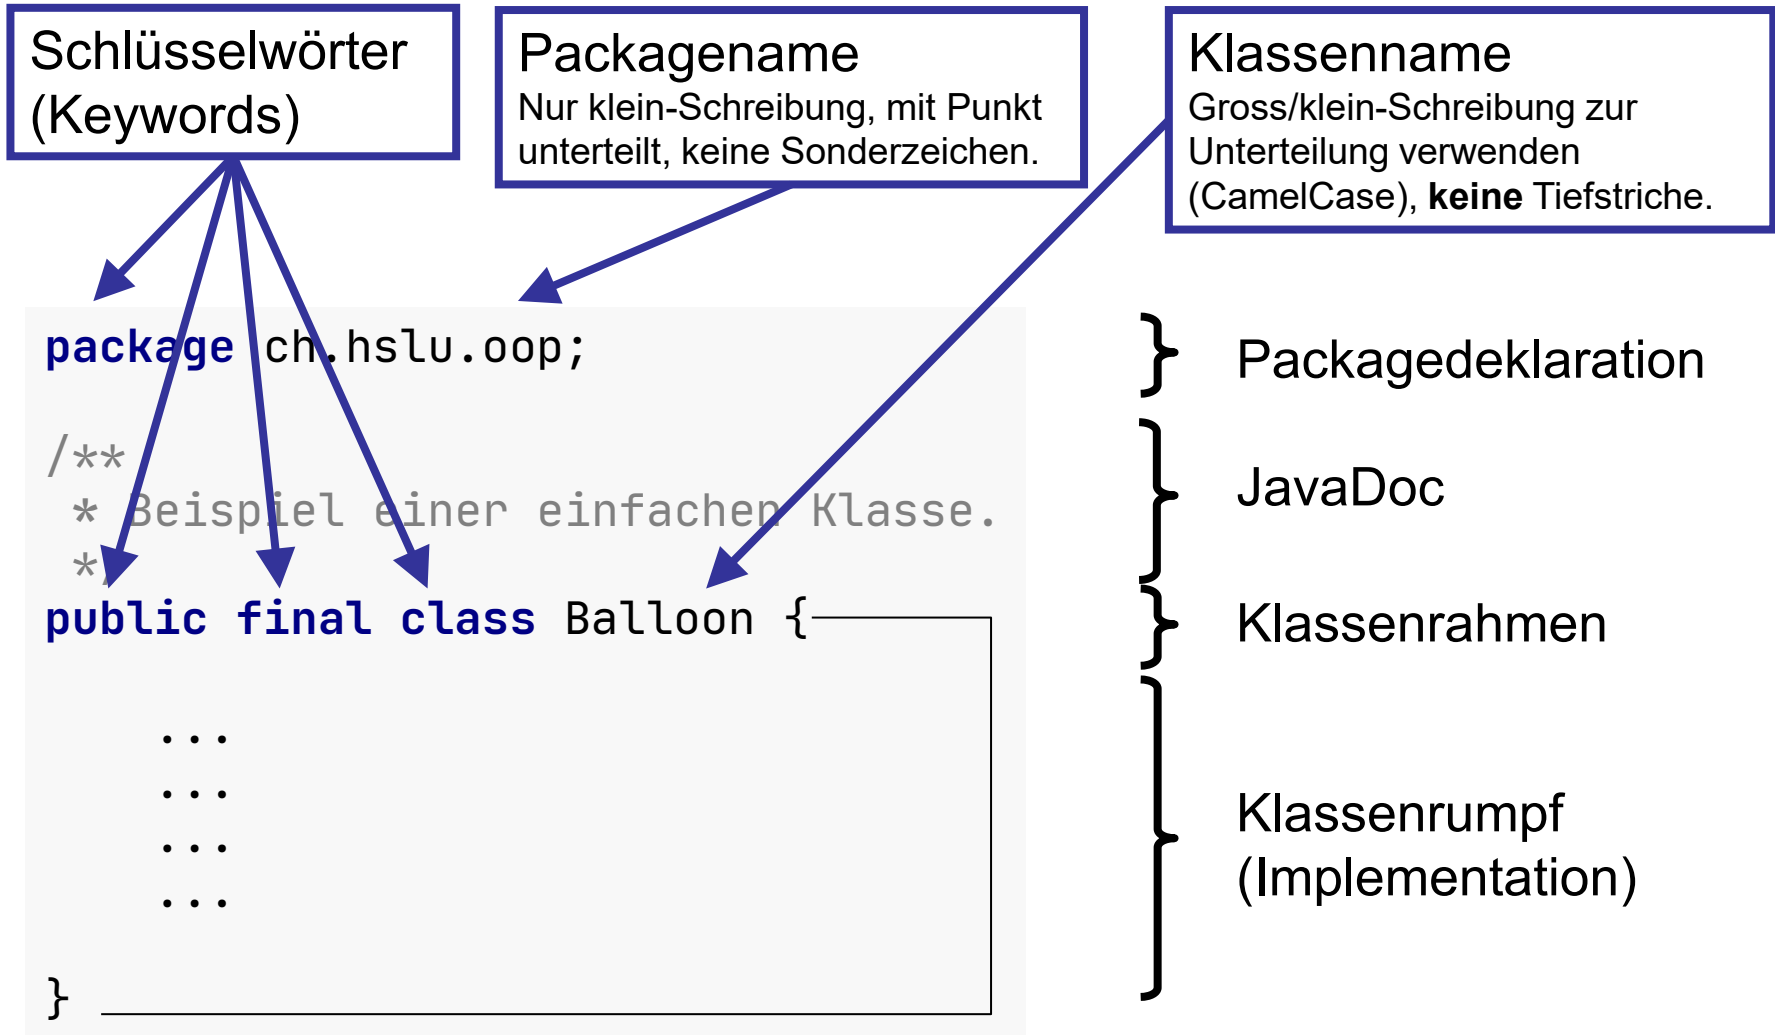 Schlüsselwörter
(Keywords)
Packagename
Nur klein-Schreibung, mit Punkt
unterteilt, keine Sonderzeichen.
Klassenname
Gross/klein-Schreibung zur
Unterteilung verwenden
(CamelCase), keine Tiefstriche.
package ch.hslu.oop;
/**
* Beispiel einer einfachen Klasse.
*/
public final class Balloon {
...
...
...
...
}
Packagedeklaration
JavaDoc
Klassenrahmen
Klassenrumpf
(Implementation)